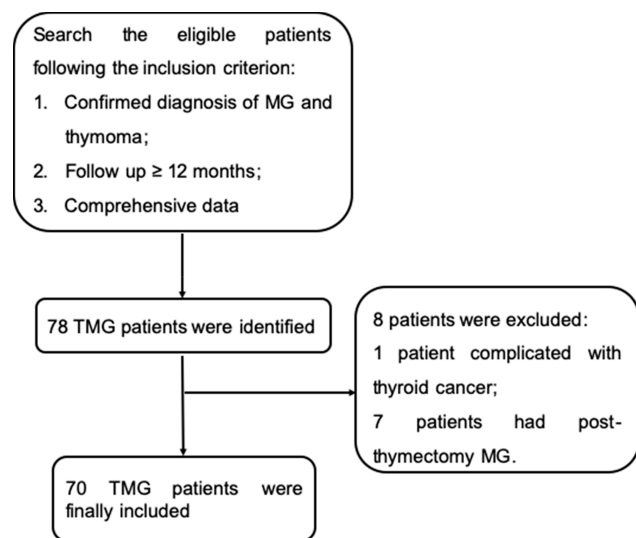 Search the eligible patients
following the inclusion criterion:
1. Confirmed diagnosis of MG and
thymoma;
2. Follow up ≥ 12 months;
3. Comprehensive data
78 TMG patients were identified
8 patients were excluded:
1 patient complicated with
thyroid cancer;
7 patients had post-
thymectomy MG.
70 TMG patients were
finally included